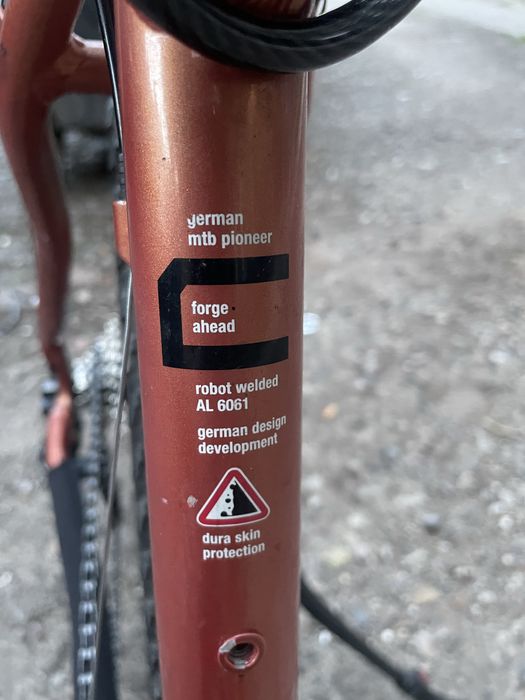 german
mtb pioneer
forge
ahead
robot welded
AL 6061
german design
development
dura skin
protection